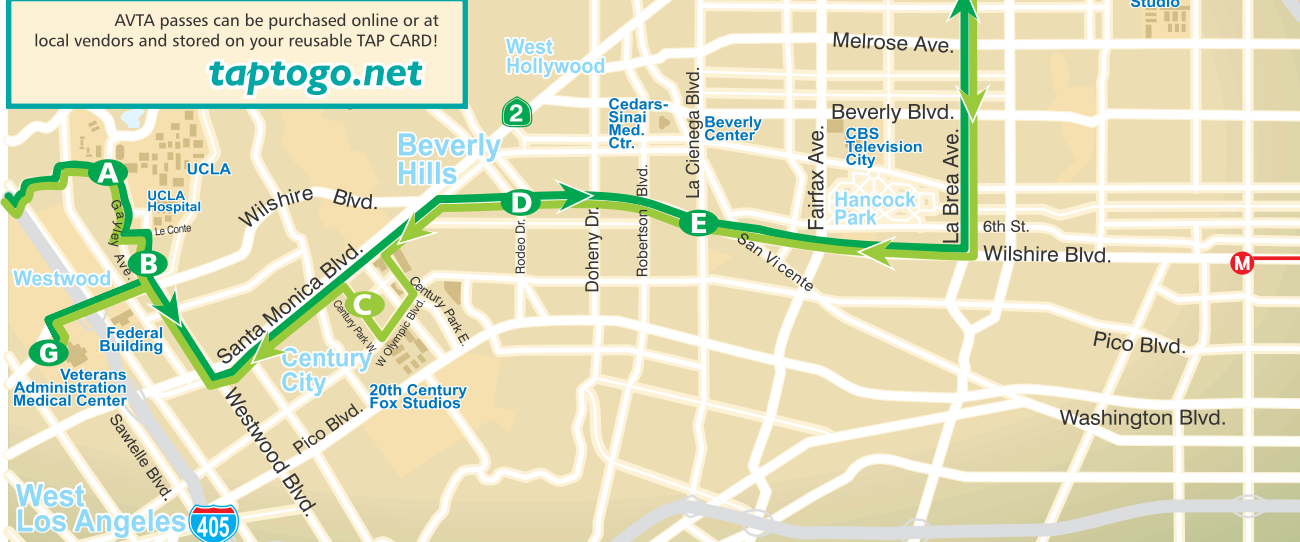 AVTA passes can be purchased online or at
local vendors and stored on your reusable TAP CARD!
taptogo.net
Studio
West
Hollywood
Melrose Ave.
2
Cedars-
Sinai
Med.
Ctr.
La Cienega Blvd.
Beverly
Center
Beverly Blvd.
Fairfax Ave.
CBS
Television
City
La Brea Ave.
Beverly
Hills
A
UCLA
UCLA
Hospital
Gayley Ave.
Le Conte
Wilshire Blvd.
D
Rodeo Dr.
Doheny Dr.
Robertson Blvd.
E
Hancock
Park
San Vicente
6th St.
Wilshire Blvd.
M
B
Westwood
Santa Monica Blvd.
C
Century Park W.
W Olympic Blvd.
Century Park E.
Federal
Building
G
Veterans
Administration
Medical Center
Century
City
20th Century
Fox Studios
Pico Blvd.
Pico Blvd.
Washington Blvd.
Westwood Blvd.
Sawtelle Blvd.
West
Los Angeles
405